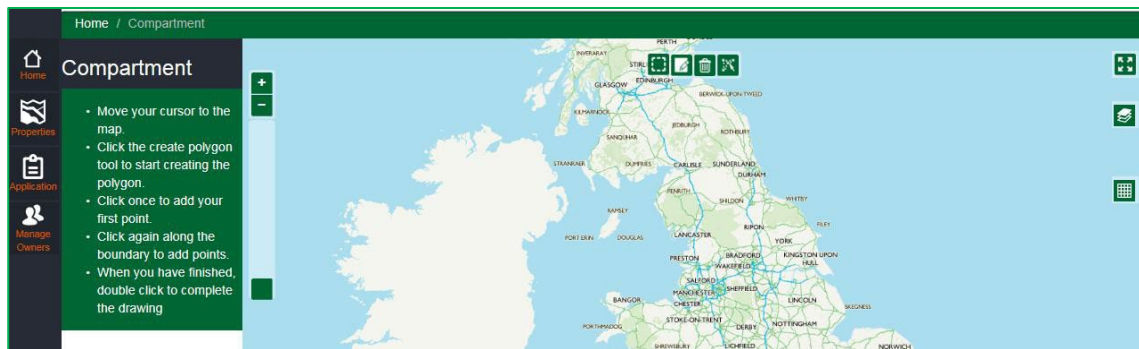 Home / Compartment
Home
Properties
Application
Manage
Owners
Compartment
• Move your cursor to the
map.
• Click the create polygon
tool to start creating the
polygon.
• Click once to add your
first point.
• Click again along the
boundary to add points.
• When you have finished,
double click to complete
the drawing
+
−
PERTH
INVERARAY
STIRLI
GLASGOW
EDINBURGH
BERWICK-UPON-TWEED
KILMARNOCK
SANQUHAR
JEDBURGH
ROTHBURY
STRANRAER
DUMFRIES
CARLISLE
SUNDERLAND
DURHAM
PENRITH
SHILDON
WHITBY
RAMSEY
FILEY
RIPON
PORT ERIN
DOUGLAS
LANCASTER
YORK
PRESTON
BRADFORD
KINGSTON UPON
HULL
WAKEFIELD
SALFORD
MANCHESTER
SHEFFIELD
BANGOR
CHESTER
LINCOLN
SKEGNESS
STOKE-ON-TRENT
PORTHMADOG
DERBY
NOTTINGHAM
SHREWSBURY
LICHFIELD
NORWICH